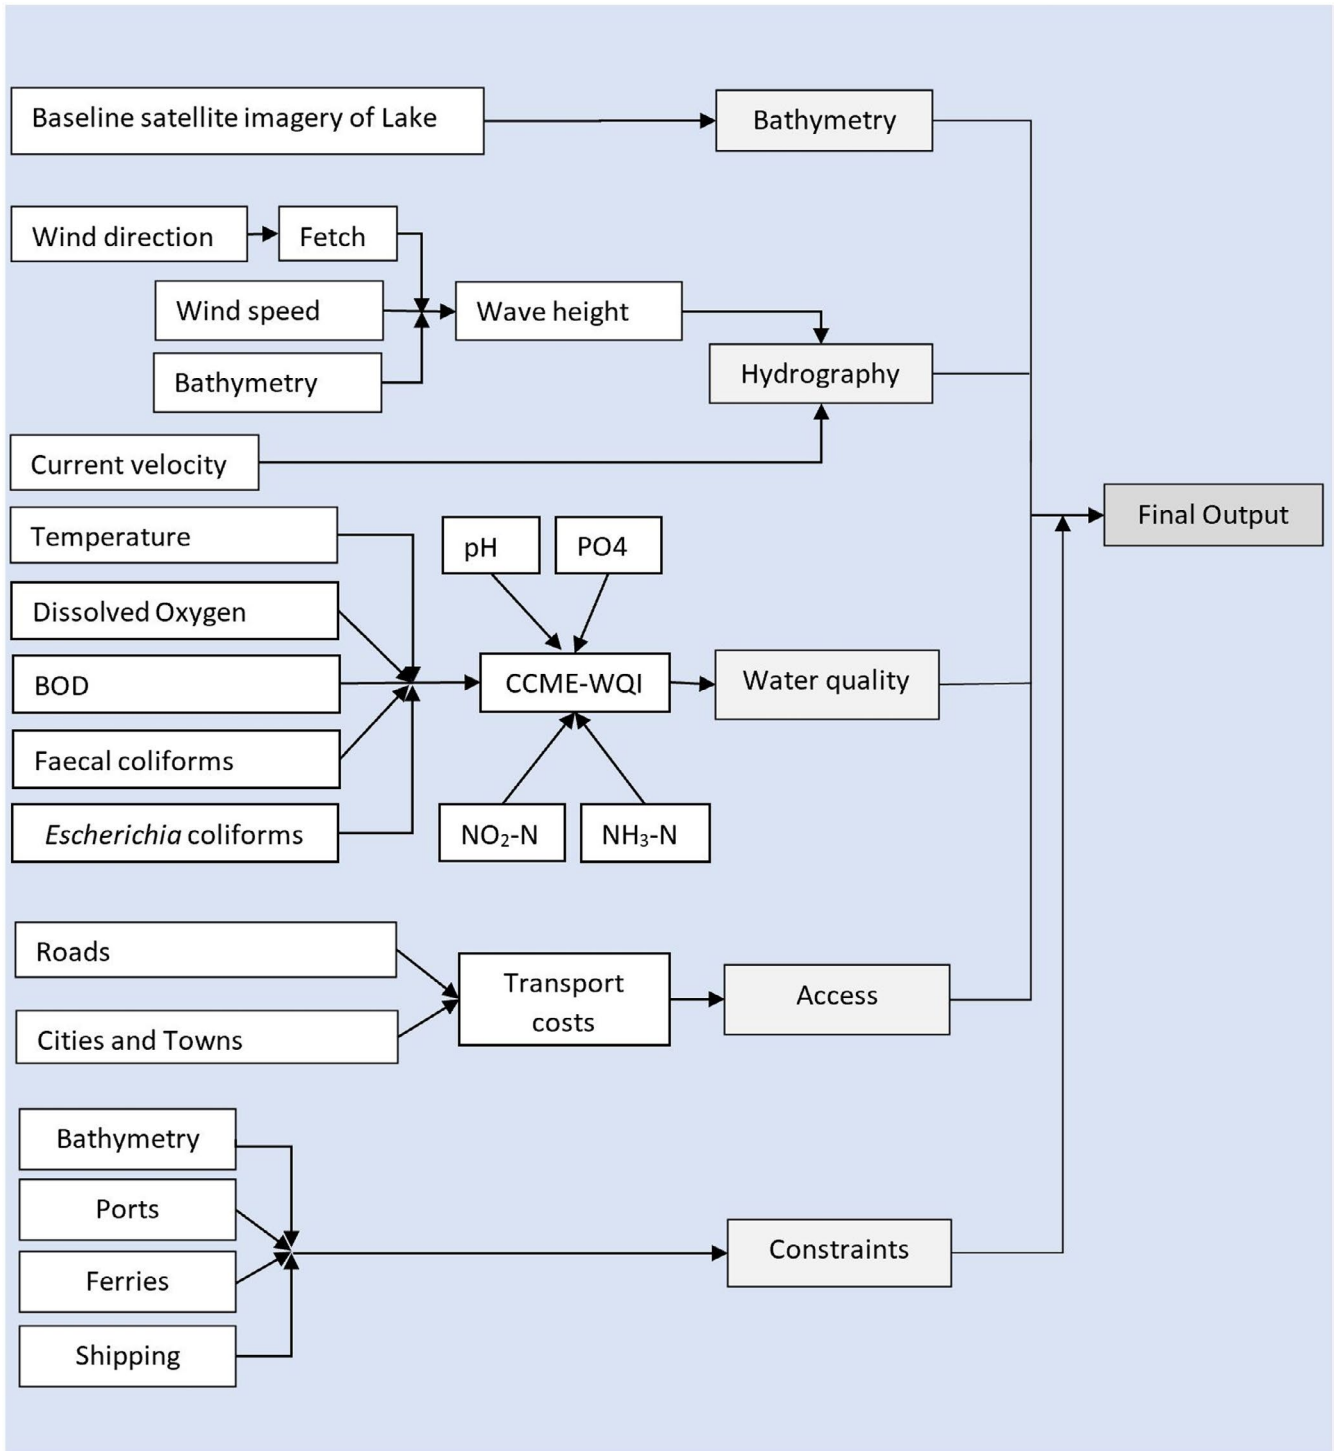 Baseline satellite imagery of Lake
Bathymetry
Wind direction
Fetch
Wind speed
Wave height
Bathymetry
Hydrography
Current velocity
Final Output
Temperature
pH
PO4
Dissolved Oxygen
BOD
CCME-WQI
Water quality
Faecal coliforms
Escherichia coliforms
NO₂-N
NH₃-N
Roads
Transport
costs
Access
Cities and Towns
Bathymetry
Ports
Constraints
Ferries
Shipping